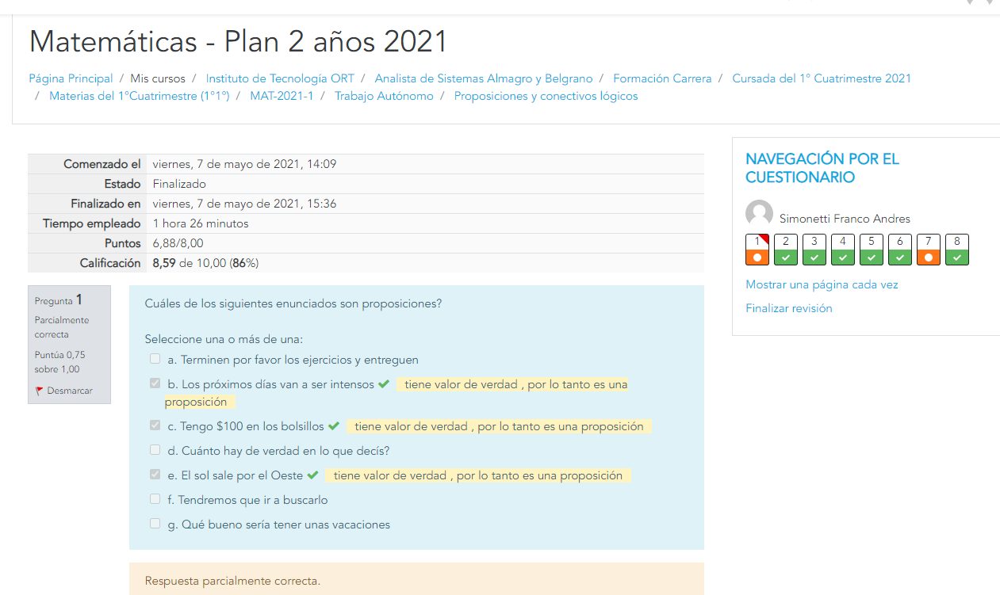 Matemáticas - Plan 2 años 2021
Página Principal / Mis cursos / Instituto de Tecnología ORT / Analista de Sistemas Almagro y Belgrano / Formación Carrera / Cursada del 1º Cuatrimestre 2021
/ Materias del 1ºCuatrimestre (1º1º) / MAT-2021-1 / Trabajo Autónomo / Proposiciones y conectivos lógicos
Comenzado el viernes, 7 de mayo de 2021, 14:09
Estado Finalizado
Finalizado en viernes, 7 de mayo de 2021, 15:36
Tiempo empleado 1 hora 26 minutos
Puntos 6,88/8,00
Calificación 8,59 de 10,00 (86%)
Pregunta 1
Parcialmente
correcta
Puntúa 0,75
sobre 1,00
Desmarcar
Cuáles de los siguientes enunciados son proposiciones?
Seleccione una o más de una:
a. Terminen por favor los ejercicios y entreguen
b. Los próximos días van a ser intensos tiene valor de verdad , por lo tanto es una
proposición
c. Tengo $100 en los bolsillos tiene valor de verdad , por lo tanto es una proposición
d. Cuánto hay de verdad en lo que decís?
e. El sol sale por el Oeste tiene valor de verdad , por lo tanto es una proposición
f. Tendremos que ir a buscarlo
g. Qué bueno sería tener unas vacaciones
Respuesta parcialmente correcta.
NAVEGACIÓN POR EL
CUESTIONARIO
Simonetti Franco Andres
1 2 3 4 5 6 7 8
Mostrar una página cada vez
Finalizar revisión